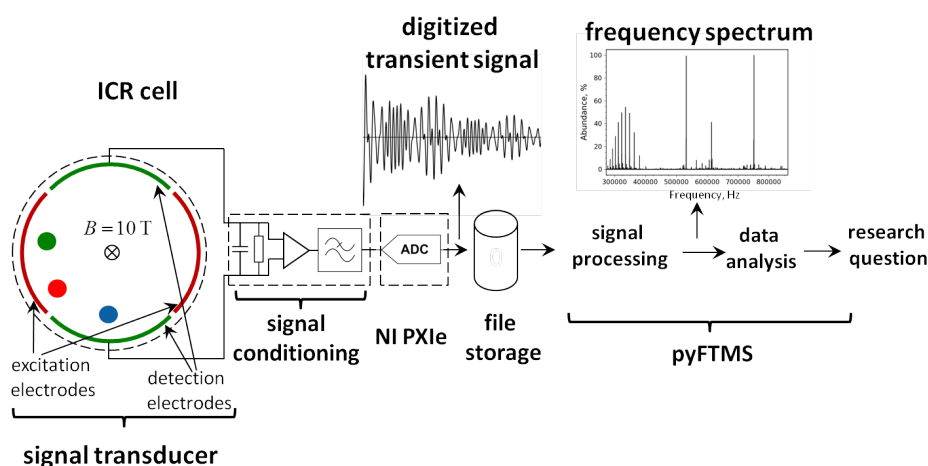 digitized
transient signal
frequency spectrum
ICR cell
Abundance, %
100
80
60
40
20
0
300000 400000 500000 600000 700000 800000
Frequency, Hz
B = 10 T
ADC
signal
processing
data
analysis
research
question
signal
conditioning
NI PXIe
file
storage
pyFTMS
excitation
electrodes
detection
electrodes
signal transducer